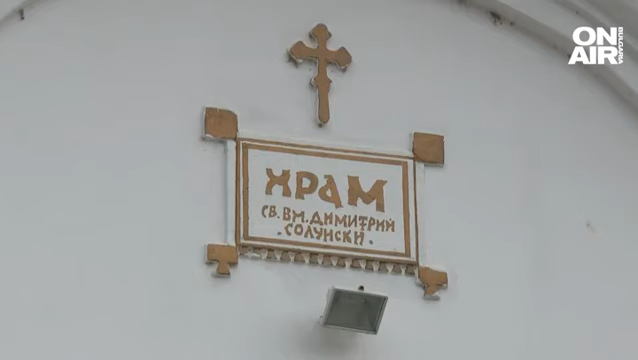 ON
AIR
BULGARIA
ХРАМ
СВ. ВМ. ДИМИТРИЙ
· СОЛУНСКИ ·